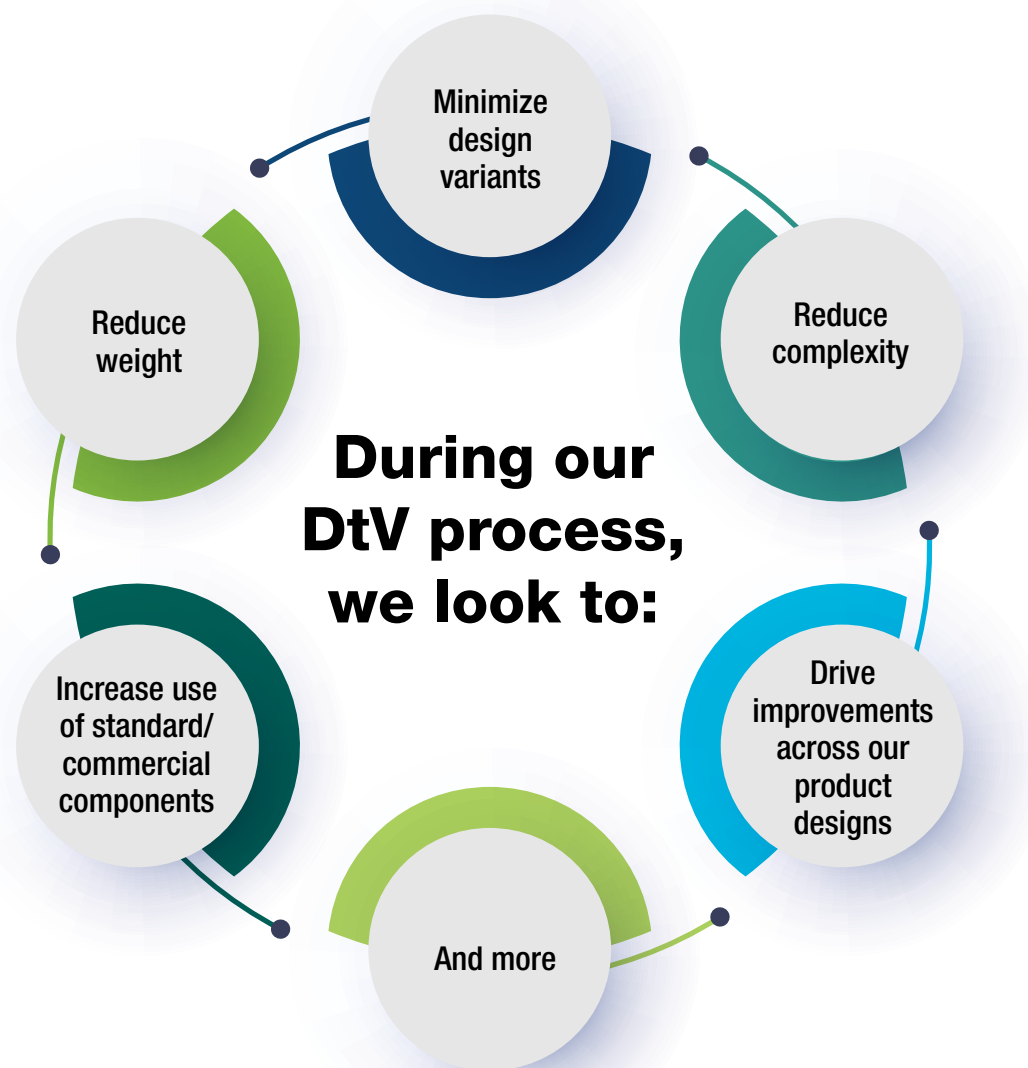 Minimize
design
variants
Reduce
complexity
Drive
improvements
across our
product
designs
And more
Increase use
of standard/
commercial
components
Reduce
weight
During our
DtV process,
we look to: